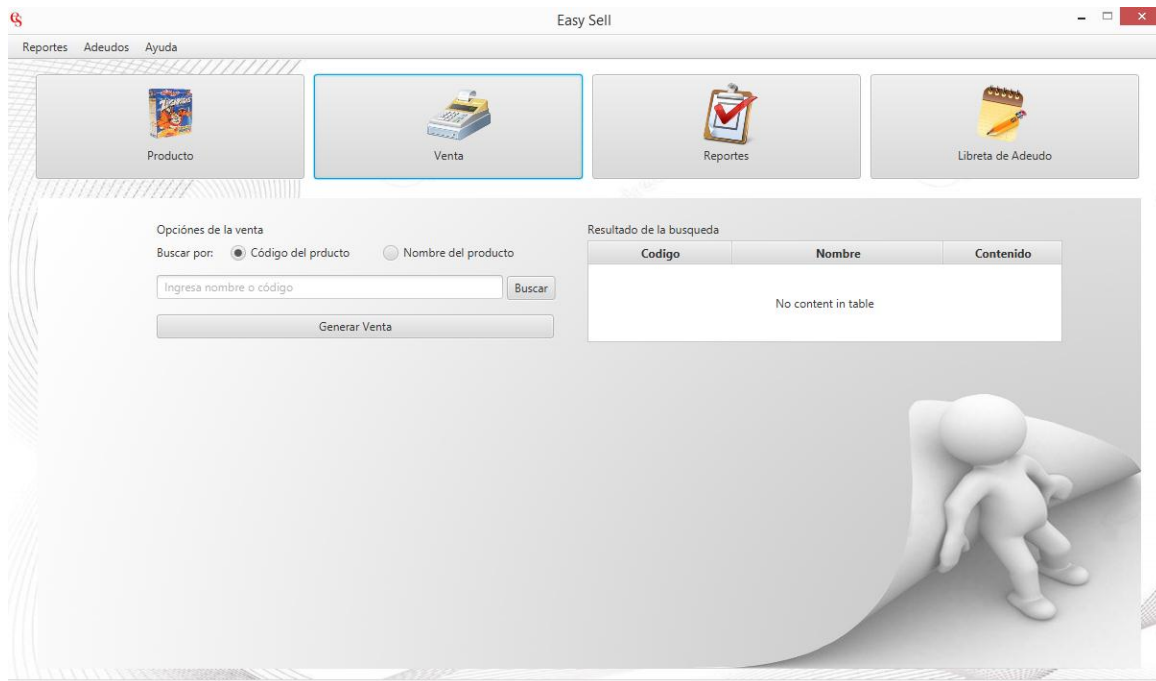 Easy Sell
Reportes Adeudos Ayuda
Producto Venta Reportes Libreta de Adeudo
Opciónes de la venta
Buscar por: Código del prducto Nombre del producto
Ingresa nombre o código Buscar
Generar Venta
Resultado de la busqueda
Codigo Nombre Contenido
No content in table